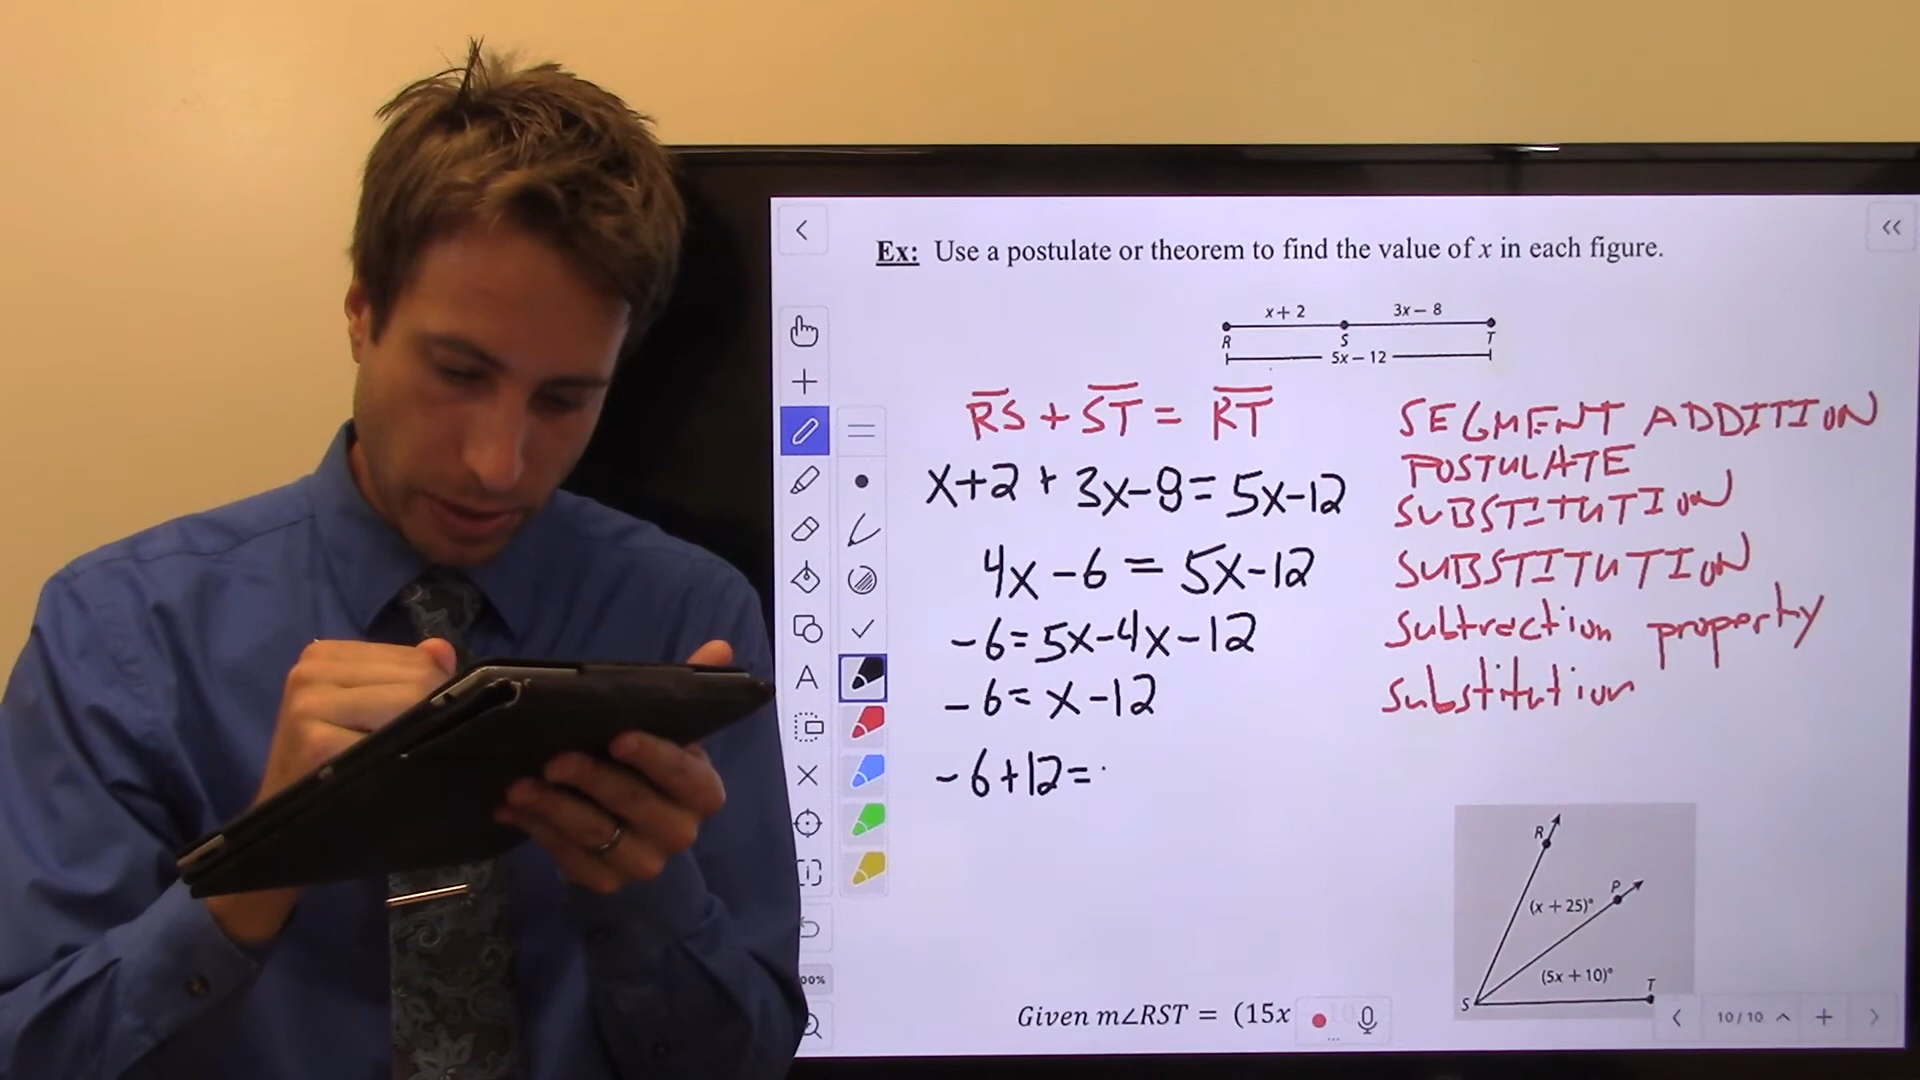 Ex: Use a postulate or theorem to find the value of x in each figure.
x + 2 3x – 8
R S T
5x – 12
RS + ST = RT SEGMENT ADDITION
POSTULATE
x+2 + 3x-8 = 5x-12 SUBSTITUTION
4x - 6 = 5x-12 SUBSTITUTION
-6 = 5x-4x-12 Subtraction property
-6 = x -12 substitution
-6+12=
R
P
(x + 25)°
(5x + 10)°
S T
Given m∠RST = (15x
10/10
A